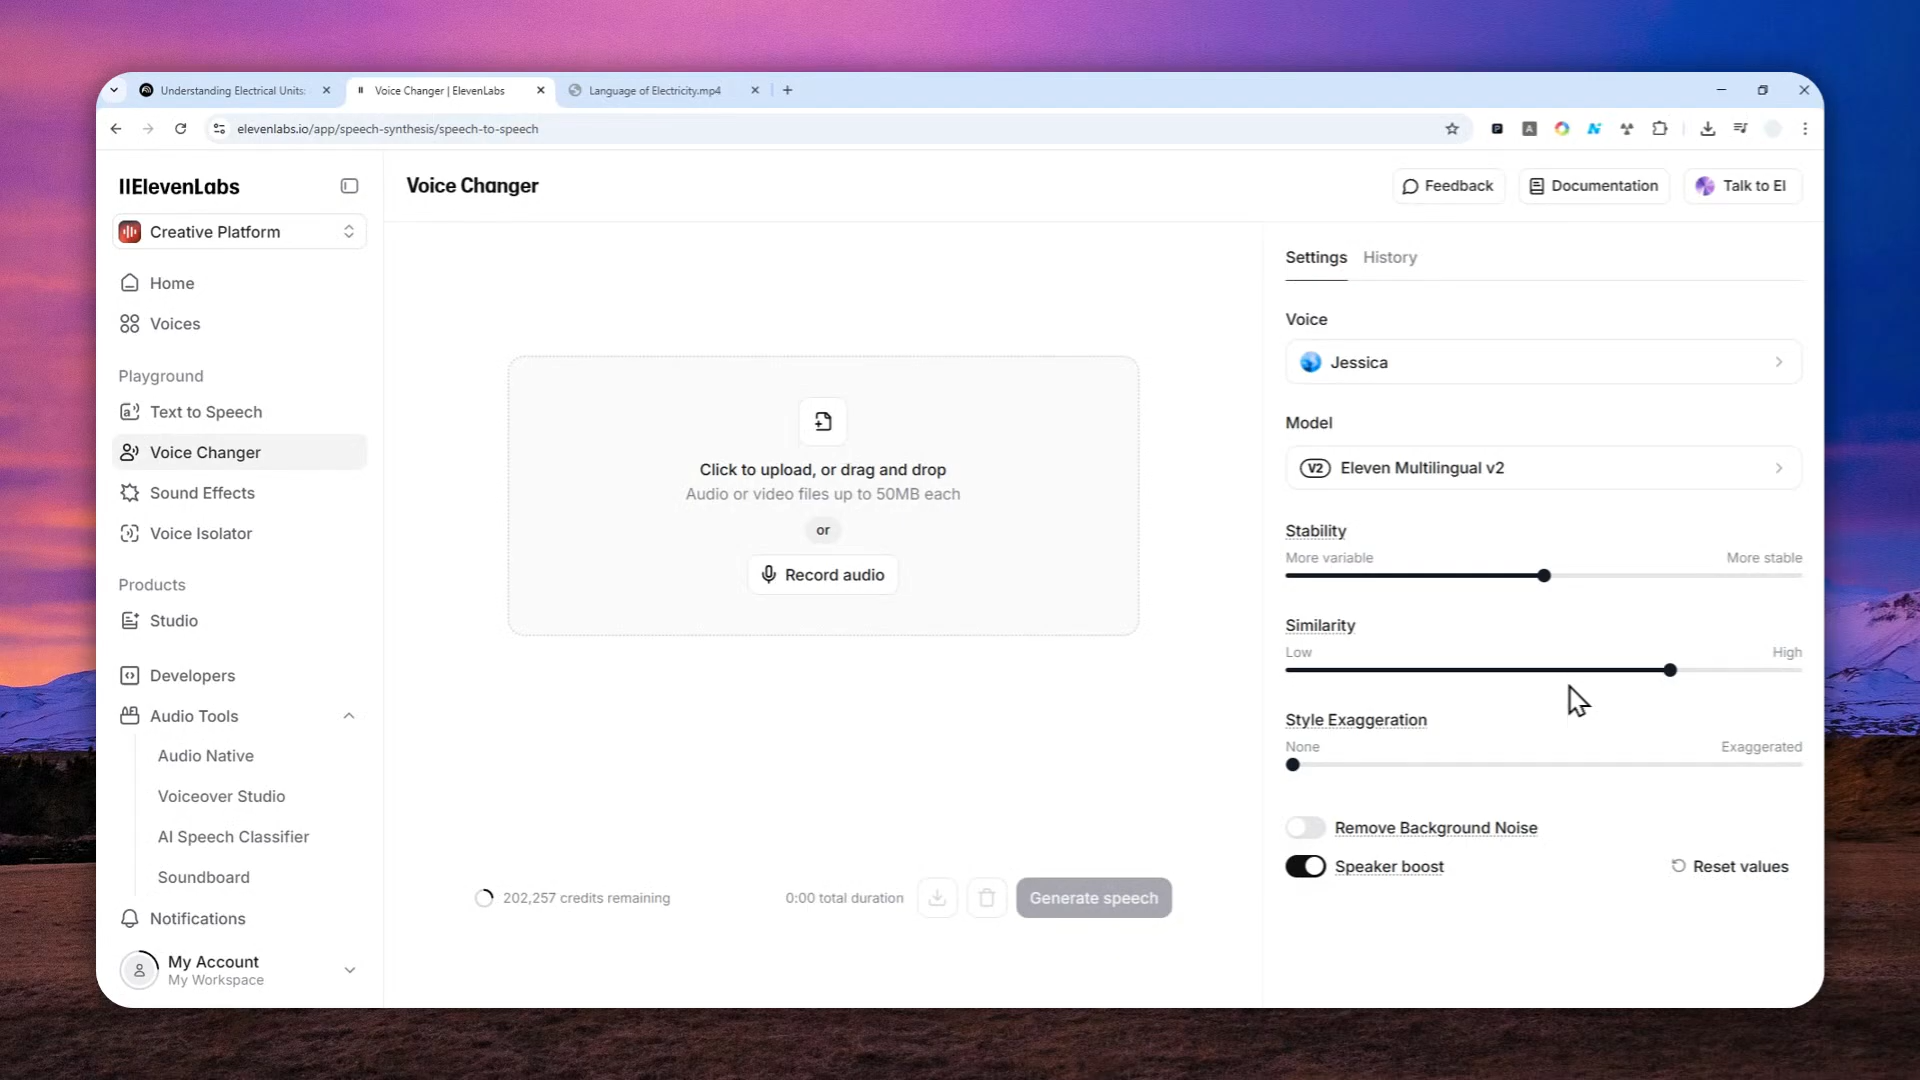 Understanding Electrical Units:
Voice Changer | ElevenLabs
Language of Electricity.mp4
elevenlabs.io/app/speech-synthesis/speech-to-speech
IIElevenLabs
Creative Platform
Home
Voices
Playground
Text to Speech
Voice Changer
Sound Effects
Voice Isolator
Products
Studio
Developers
Audio Tools
Audio Native
Voiceover Studio
AI Speech Classifier
Soundboard
Notifications
My Account
My Workspace
Voice Changer
Feedback
Documentation
Talk to El
Click to upload, or drag and drop
Audio or video files up to 50MB each
or
Record audio
202,257 credits remaining
0:00 total duration
Generate speech
Settings History
Voice
Jessica
Model
V2 Eleven Multilingual v2
Stability
More variable More stable
Similarity
Low High
Style Exaggeration
None Exaggerated
Remove Background Noise
Speaker boost
Reset values